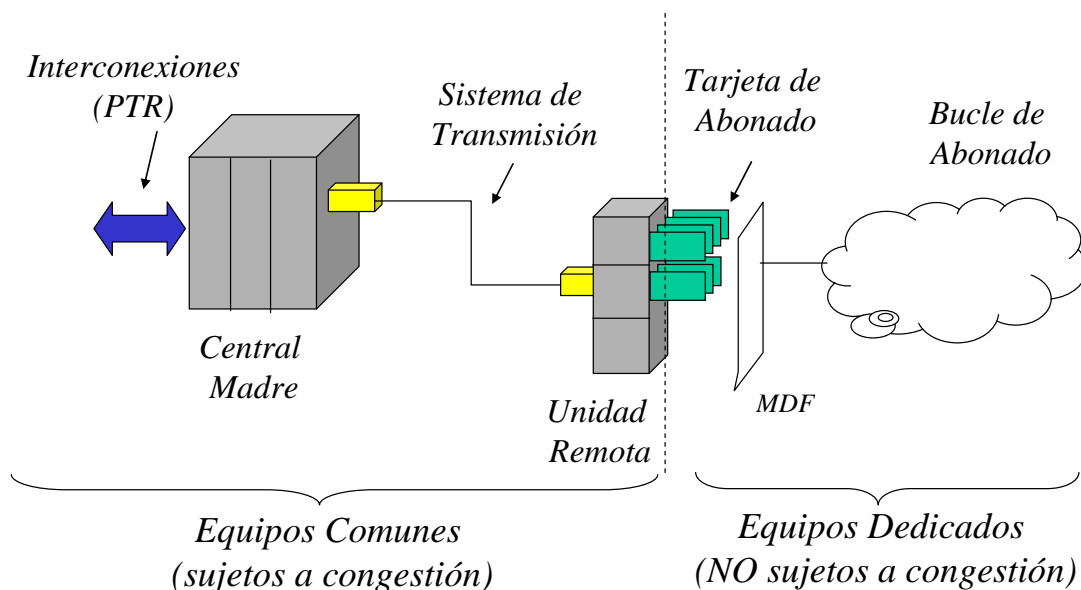 Interconexiones
(PTR)
Sistema de
Transmisión
Tarjeta de
Abonado
Bucle de
Abonado
Central
Madre
Unidad
Remota
MDF
Equipos Comunes
(sujetos a congestión)
Equipos Dedicados
(NO sujetos a congestión)